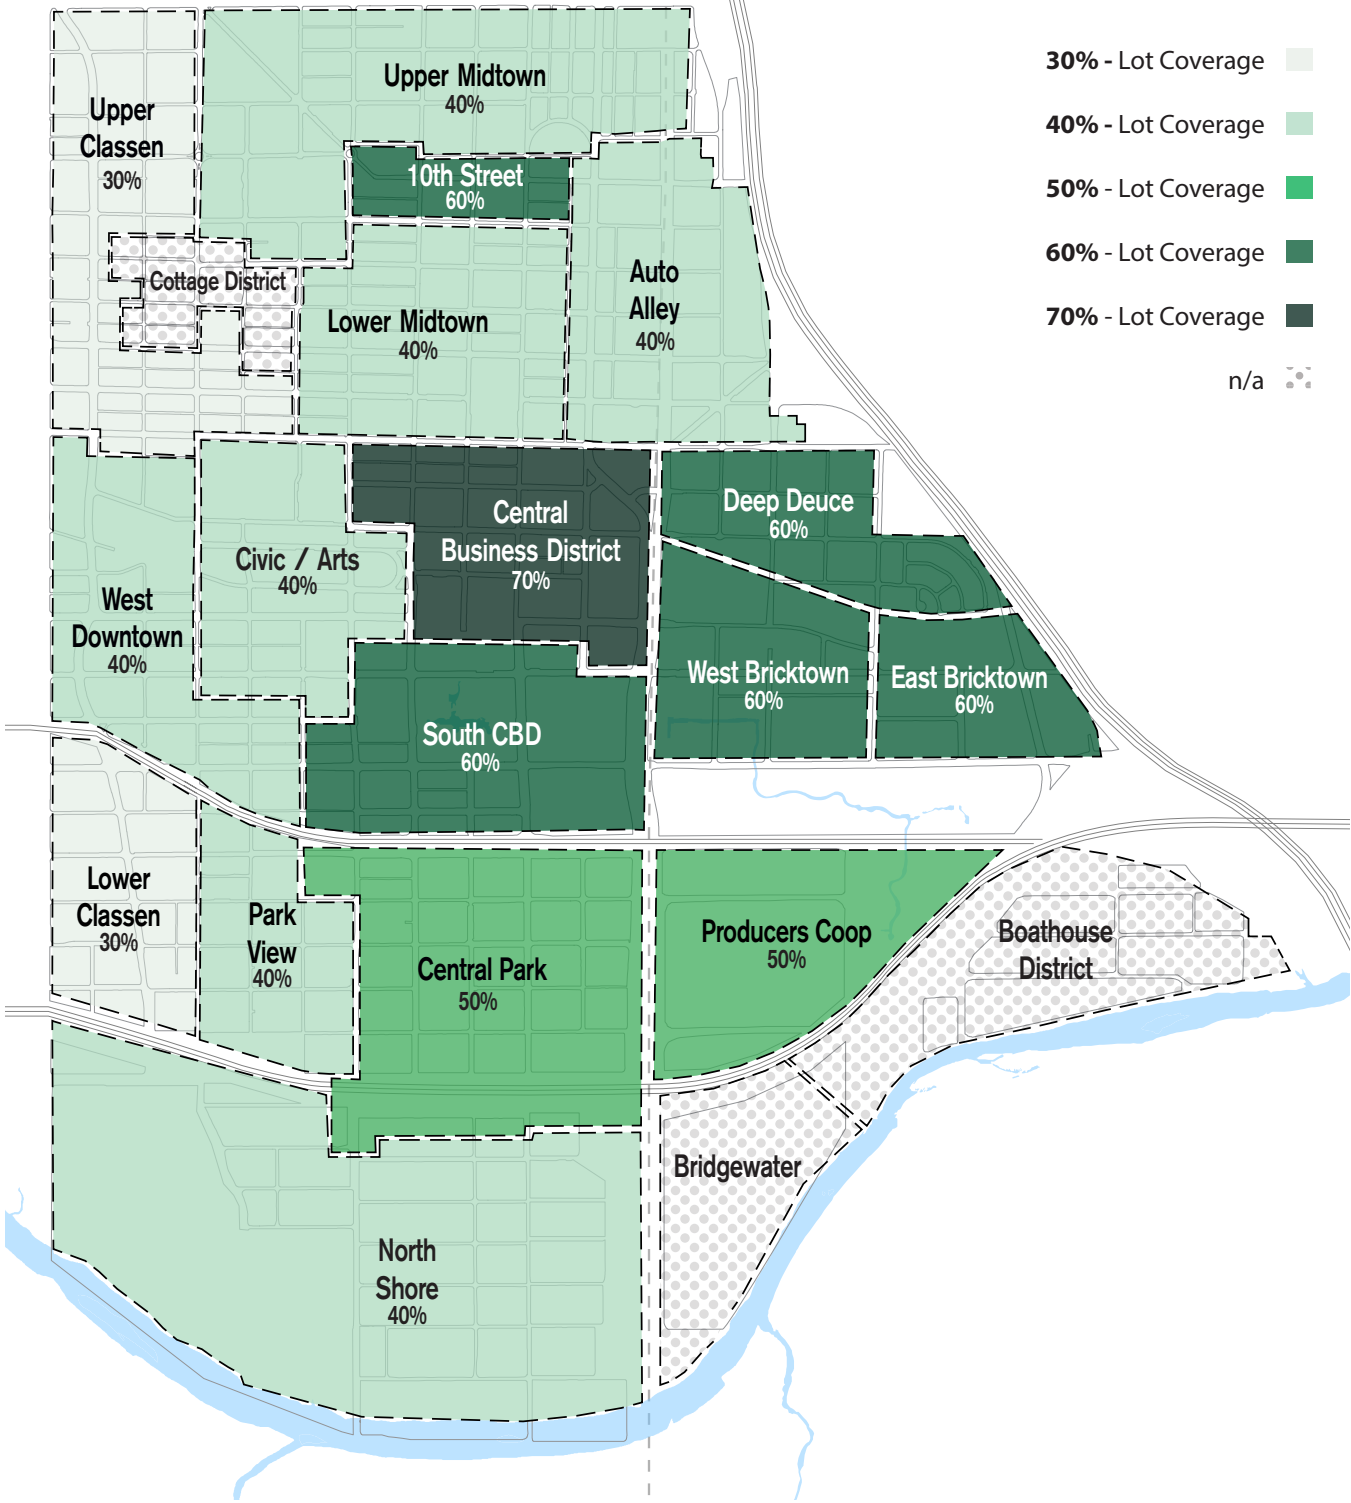 30% - Lot Coverage
40% - Lot Coverage
50% - Lot Coverage
60% - Lot Coverage
70% - Lot Coverage
n/a
Upper Midtown
40%
Upper
Classen
30%
10th Street
60%
Cottage District
Auto
Alley
40%
Lower Midtown
40%
Deep Deuce
60%
Central
Business District
70%
Civic / Arts
40%
West
Downtown
40%
West Bricktown
60%
East Bricktown
60%
South CBD
60%
Lower
Classen
30%
Park
View
40%
Central Park
50%
Producers Coop
50%
Boathouse
District
Bridgewater
North
Shore
40%